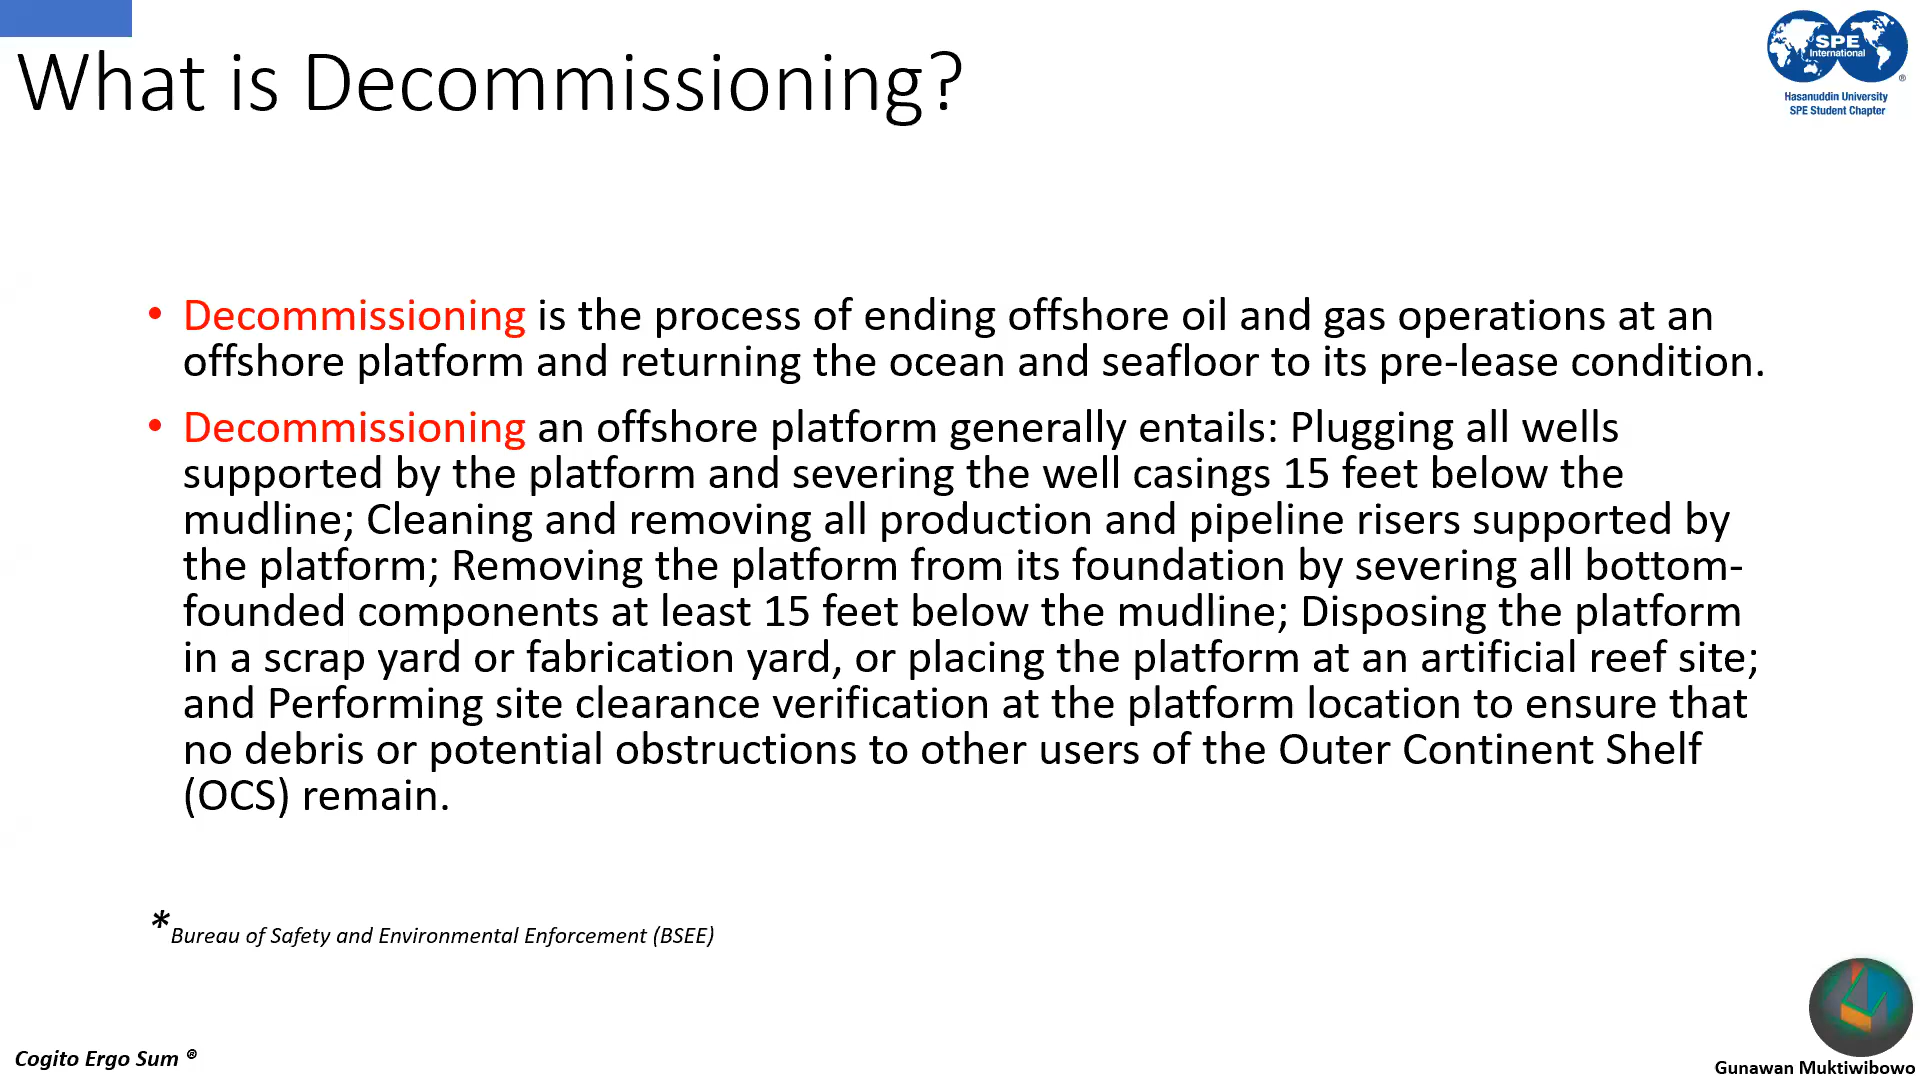 What is Decommissioning?
SPE
International
®
Hasanuddin University
SPE Student Chapter
• Decommissioning is the process of ending offshore oil and gas operations at an
offshore platform and returning the ocean and seafloor to its pre-lease condition.
• Decommissioning an offshore platform generally entails: Plugging all wells
supported by the platform and severing the well casings 15 feet below the
mudline; Cleaning and removing all production and pipeline risers supported by
the platform; Removing the platform from its foundation by severing all bottom-
founded components at least 15 feet below the mudline; Disposing the platform
in a scrap yard or fabrication yard, or placing the platform at an artificial reef site;
and Performing site clearance verification at the platform location to ensure that
no debris or potential obstructions to other users of the Outer Continent Shelf
(OCS) remain.
*Bureau of Safety and Environmental Enforcement (BSEE)
Cogito Ergo Sum ®
Gunawan Muktiwibowo